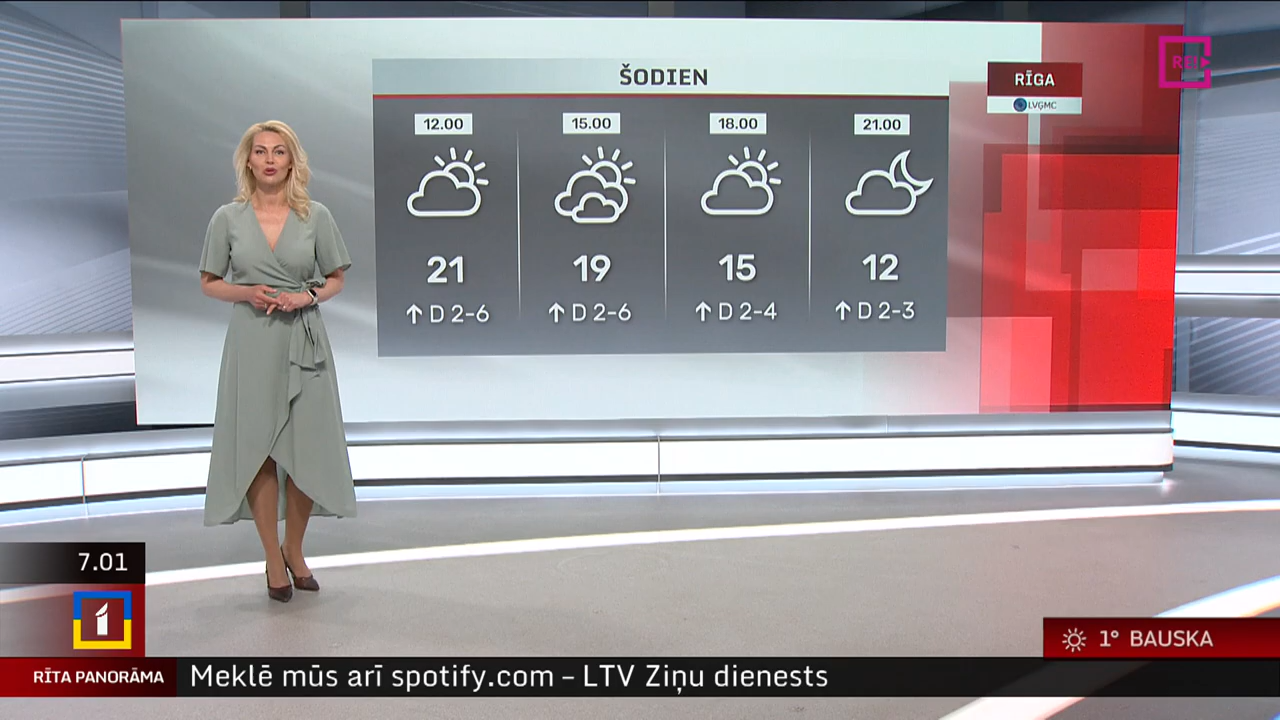 ŠODIEN
RĪGA
LVĢMC
RE!
12.00
15.00
18.00
21.00
21
19
15
12
↑ D 2-6
↑ D 2-6
↑ D 2-4
↑ D 2-3
7.01
1
1° BAUSKA
RĪTA PANORĀMA
Meklē mūs arī spotify.com – LTV Ziņu dienests